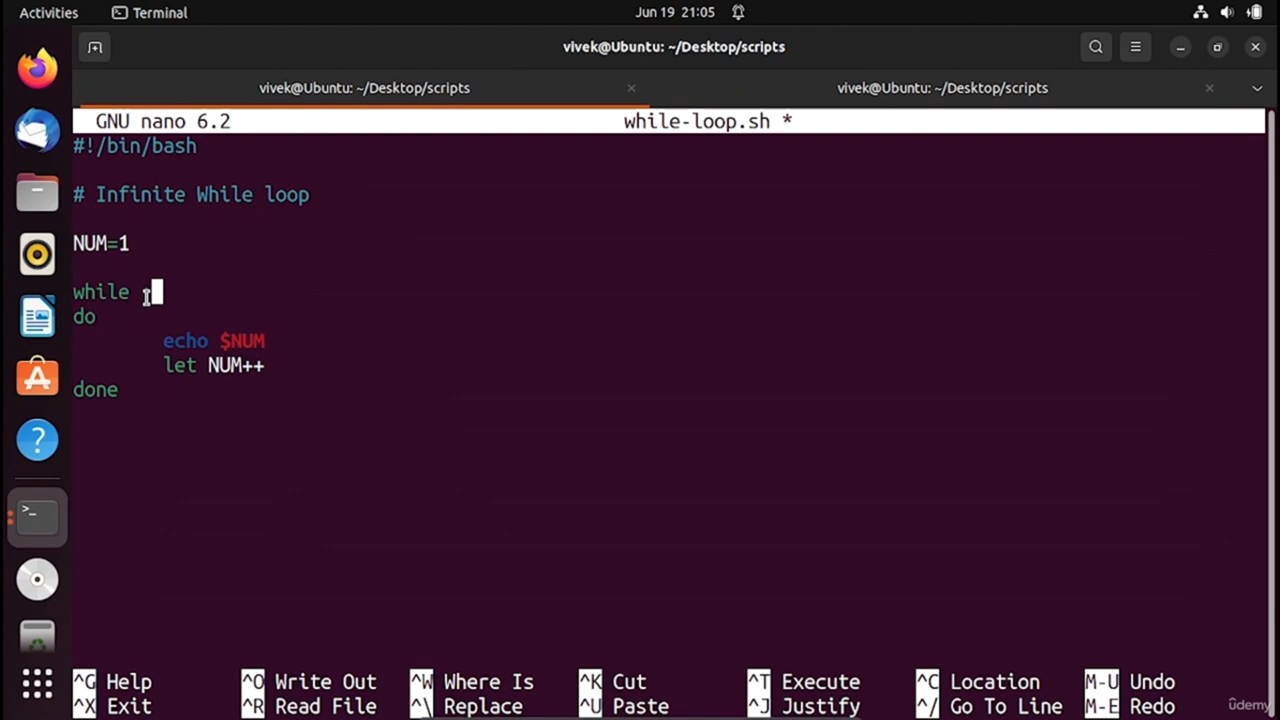 Activities Terminal Jun 19 21:05
vivek@Ubuntu: ~/Desktop/scripts
vivek@Ubuntu: ~/Desktop/scripts vivek@Ubuntu: ~/Desktop/scripts
GNU nano 6.2 while-loop.sh *
#!/bin/bash
# Infinite While loop
NUM=1
while
do
echo $NUM
let NUM++
done
^G Help ^O Write Out ^W Where Is ^K Cut ^T Execute ^C Location M-U Undo
^X Exit ^R Read File ^\ Replace ^U Paste ^J Justify ^/ Go To Line M-E Redo
udemy